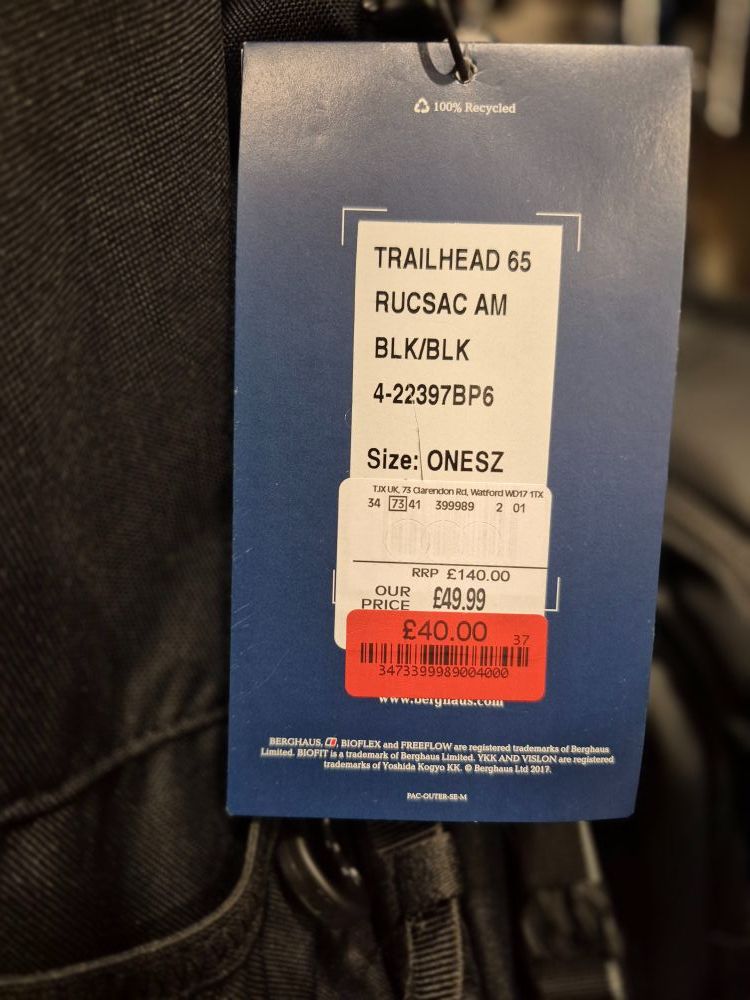 100% Recycled
TRAILHEAD 65
RUCSAC AM
BLK/BLK
4-22397BP6
Size: ONESZ
TJX UK, 73 Clarendon Rd, Watford WD17 1TX
34 73 41 399989 2 01
RRP £140.00
OUR PRICE £49.99
£40.00 37
3473399989004000
www.berghaus.com
BERGHAUS, BIOFLEX and FREEFLOW are registered trademarks of Berghaus
Limited. BIOFIT is a trademark of Berghaus Limited. YKK AND VISLON are registered
trademarks of Yoshida Kogyo KK. © Berghaus Ltd 2017.
PAC-OUTER-SE-M